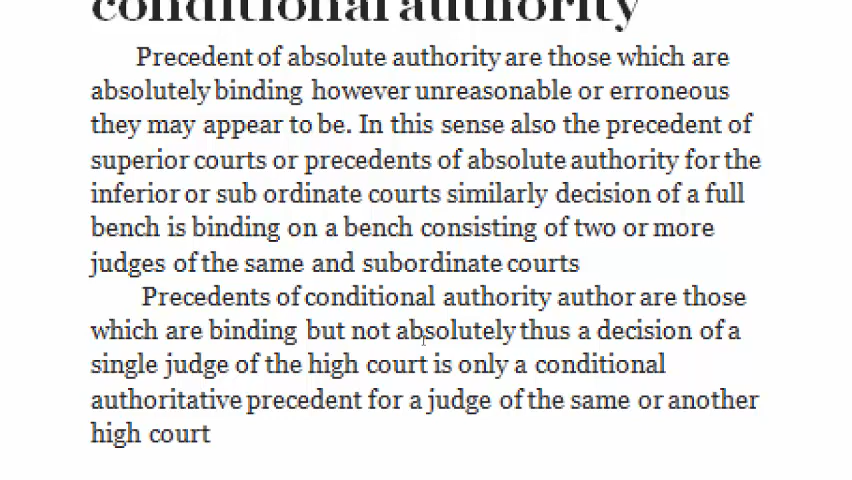 conditional authority
Precedent of absolute authority are those which are
absolutely binding however unreasonable or erroneous
they may appear to be. In this sense also the precedent of
superior courts or precedents of absolute authority for the
inferior or sub ordinate courts similarly decision of a full
bench is binding on a bench consisting of two or more
judges of the same and subordinate courts
Precedents of conditional authority author are those
which are binding but not absolutely thus a decision of a
single judge of the high court is only a conditional
authoritative precedent for a judge of the same or another
high court